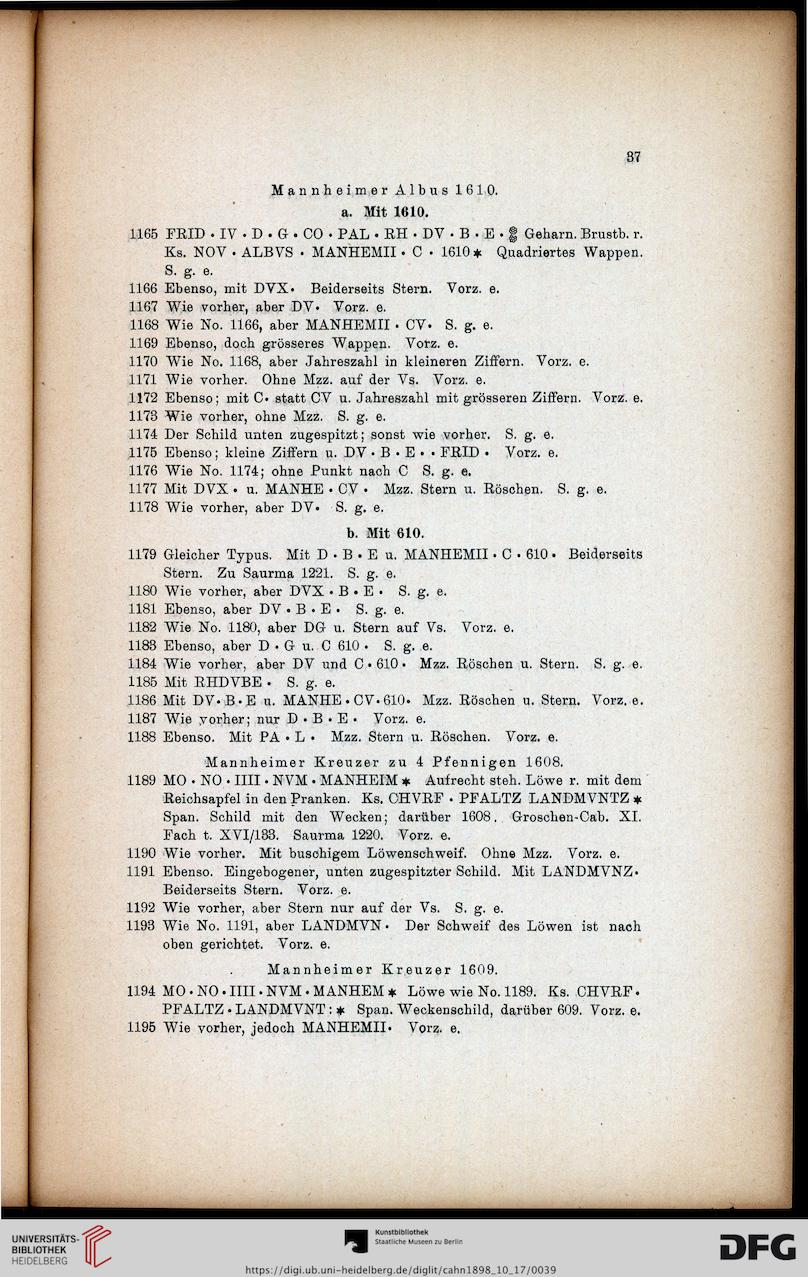 37
Mannheimer Albus 1610.
a. Mit 1610.
1165 FRID • IV • D • G • CO • PAL • RH • DV • B • E • Geharn. Brustb. r.
Ks. NOV • ALBVS • MANHEMII • C • 1610* Quadriertes Wappen.
S. g. e.
1166 Ebenso, mit DVX• Beiderseits Stern. Vorz. e.
1167 Wie vorher, aber DV• Vorz. e.
1168 Wie No. 1166, aber MANHEMII • CV• S. g. e.
1169 Ebenso, doch grösseres Wappen. Vorz. e.
1170 Wie No. 1168, aber Jahreszahl in kleineren Ziffern. Vorz. e.
1171 Wie vorher. Ohne Mzz. auf der Vs. Vorz. e.
1172 Ebenso; mit C• statt CV u. Jahreszahl mit grösseren Ziffern. Vorz. e.
1173 Wie vorher, ohne Mzz. S. g. e.
1174 Der Schild unten zugespitzt; sonst wie vorher. S. g. e.
1175 Ebenso; kleine Ziffern u. DV • B • E • • FRID • Vorz. e.
1176 Wie No. 1174; ohne Punkt nach C S. g. e.
1177 Mit DVX • u. MANHE • CV • Mzz. Stern u. Röschen. S. g. e.
1178 Wie vorher, aber DV• S. g. e.
b. Mit 610.
1179 Gleicher Typus. Mit D • B • E u. MANHEMII • C • 610 • Beiderseits
Stern. Zu Saurma 1221. S. g. e.
1180 Wie vorher, aber DVX • B • E • S. g. e.
1181 Ebenso, aber DV • B • E • S. g. e.
1182 Wie No. 1180, aber DG u. Stern auf Vs. Vorz. e.
1183 Ebenso, aber D • G u. C 610 • S. g. e.
1184 Wie vorher, aber DV und C • 610 • Mzz. Röschen u. Stern. S. g. e.
1185 Mit RHDVBE • S. g. e.
1186 Mit DV• B • E u. MANHE • CV • 610• Mzz. Röschen u. Stern. Vorz. e.
1187 Wie vorher; nur D • B • E • Vorz. e.
1188 Ebenso. Mit PA • L • Mzz. Stern u. Röschen. Vorz. e.
Mannheimer Kreuzer zu 4 Pfennigen 1608.
1189 MO • NO • IIII • NVM • MANHEIM * Aufrecht steh. Löwe r. mit dem
Reichsapfel in den Pranken. Ks. CHVRF • PFALTZ LANDMVNTZ *
Span. Schild mit den Wecken; darüber 1608. Groschen-Cab. XI.
Fach t. XVI/133. Saurma 1220. Vorz. e.
1190 Wie vorher. Mit buschigem Löwenschweif. Ohne Mzz. Vorz. e.
1191 Ebenso. Eingebogener, unten zugespitzter Schild. Mit LANDMVNZ•
Beiderseits Stern. Vorz. e.
1192 Wie vorher, aber Stern nur auf der Vs. S. g. e.
1193 Wie No. 1191, aber LANDMVN • Der Schweif des Löwen ist nach
oben gerichtet. Vorz. e.
Mannheimer Kreuzer 1609.
1194 MO • NO • IIII • NVM • MANHEM * Löwe wie No. 1189. Ks. CHVRF •
PFALTZ • LANDMVNT : * Span. Weckenschild, darüber 609. Vorz. e.
1195 Wie vorher, jedoch MANHEMII• Vorz. e.
UNIVERSITÄTS-
BIBLIOTHEK
HEIDELBERG
Kunstbibliothek
Staatliche Museen zu Berlin
DFG
https://digi.ub.uni-heidelberg.de/diglit/cahn1898_10_17/0039